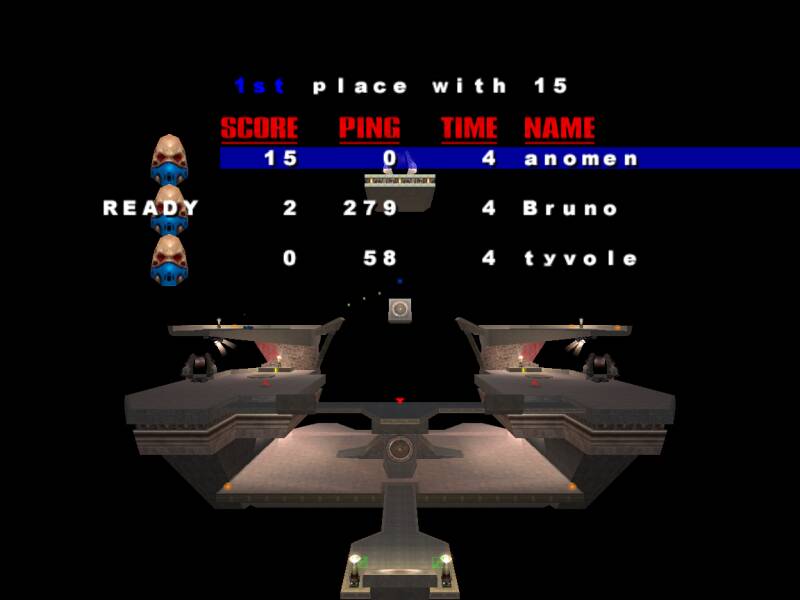 1st place with 15
SCORE PING TIME NAME
15 0 4 anomen
READY 2 279 4 Bruno
0 58 4 tyvole